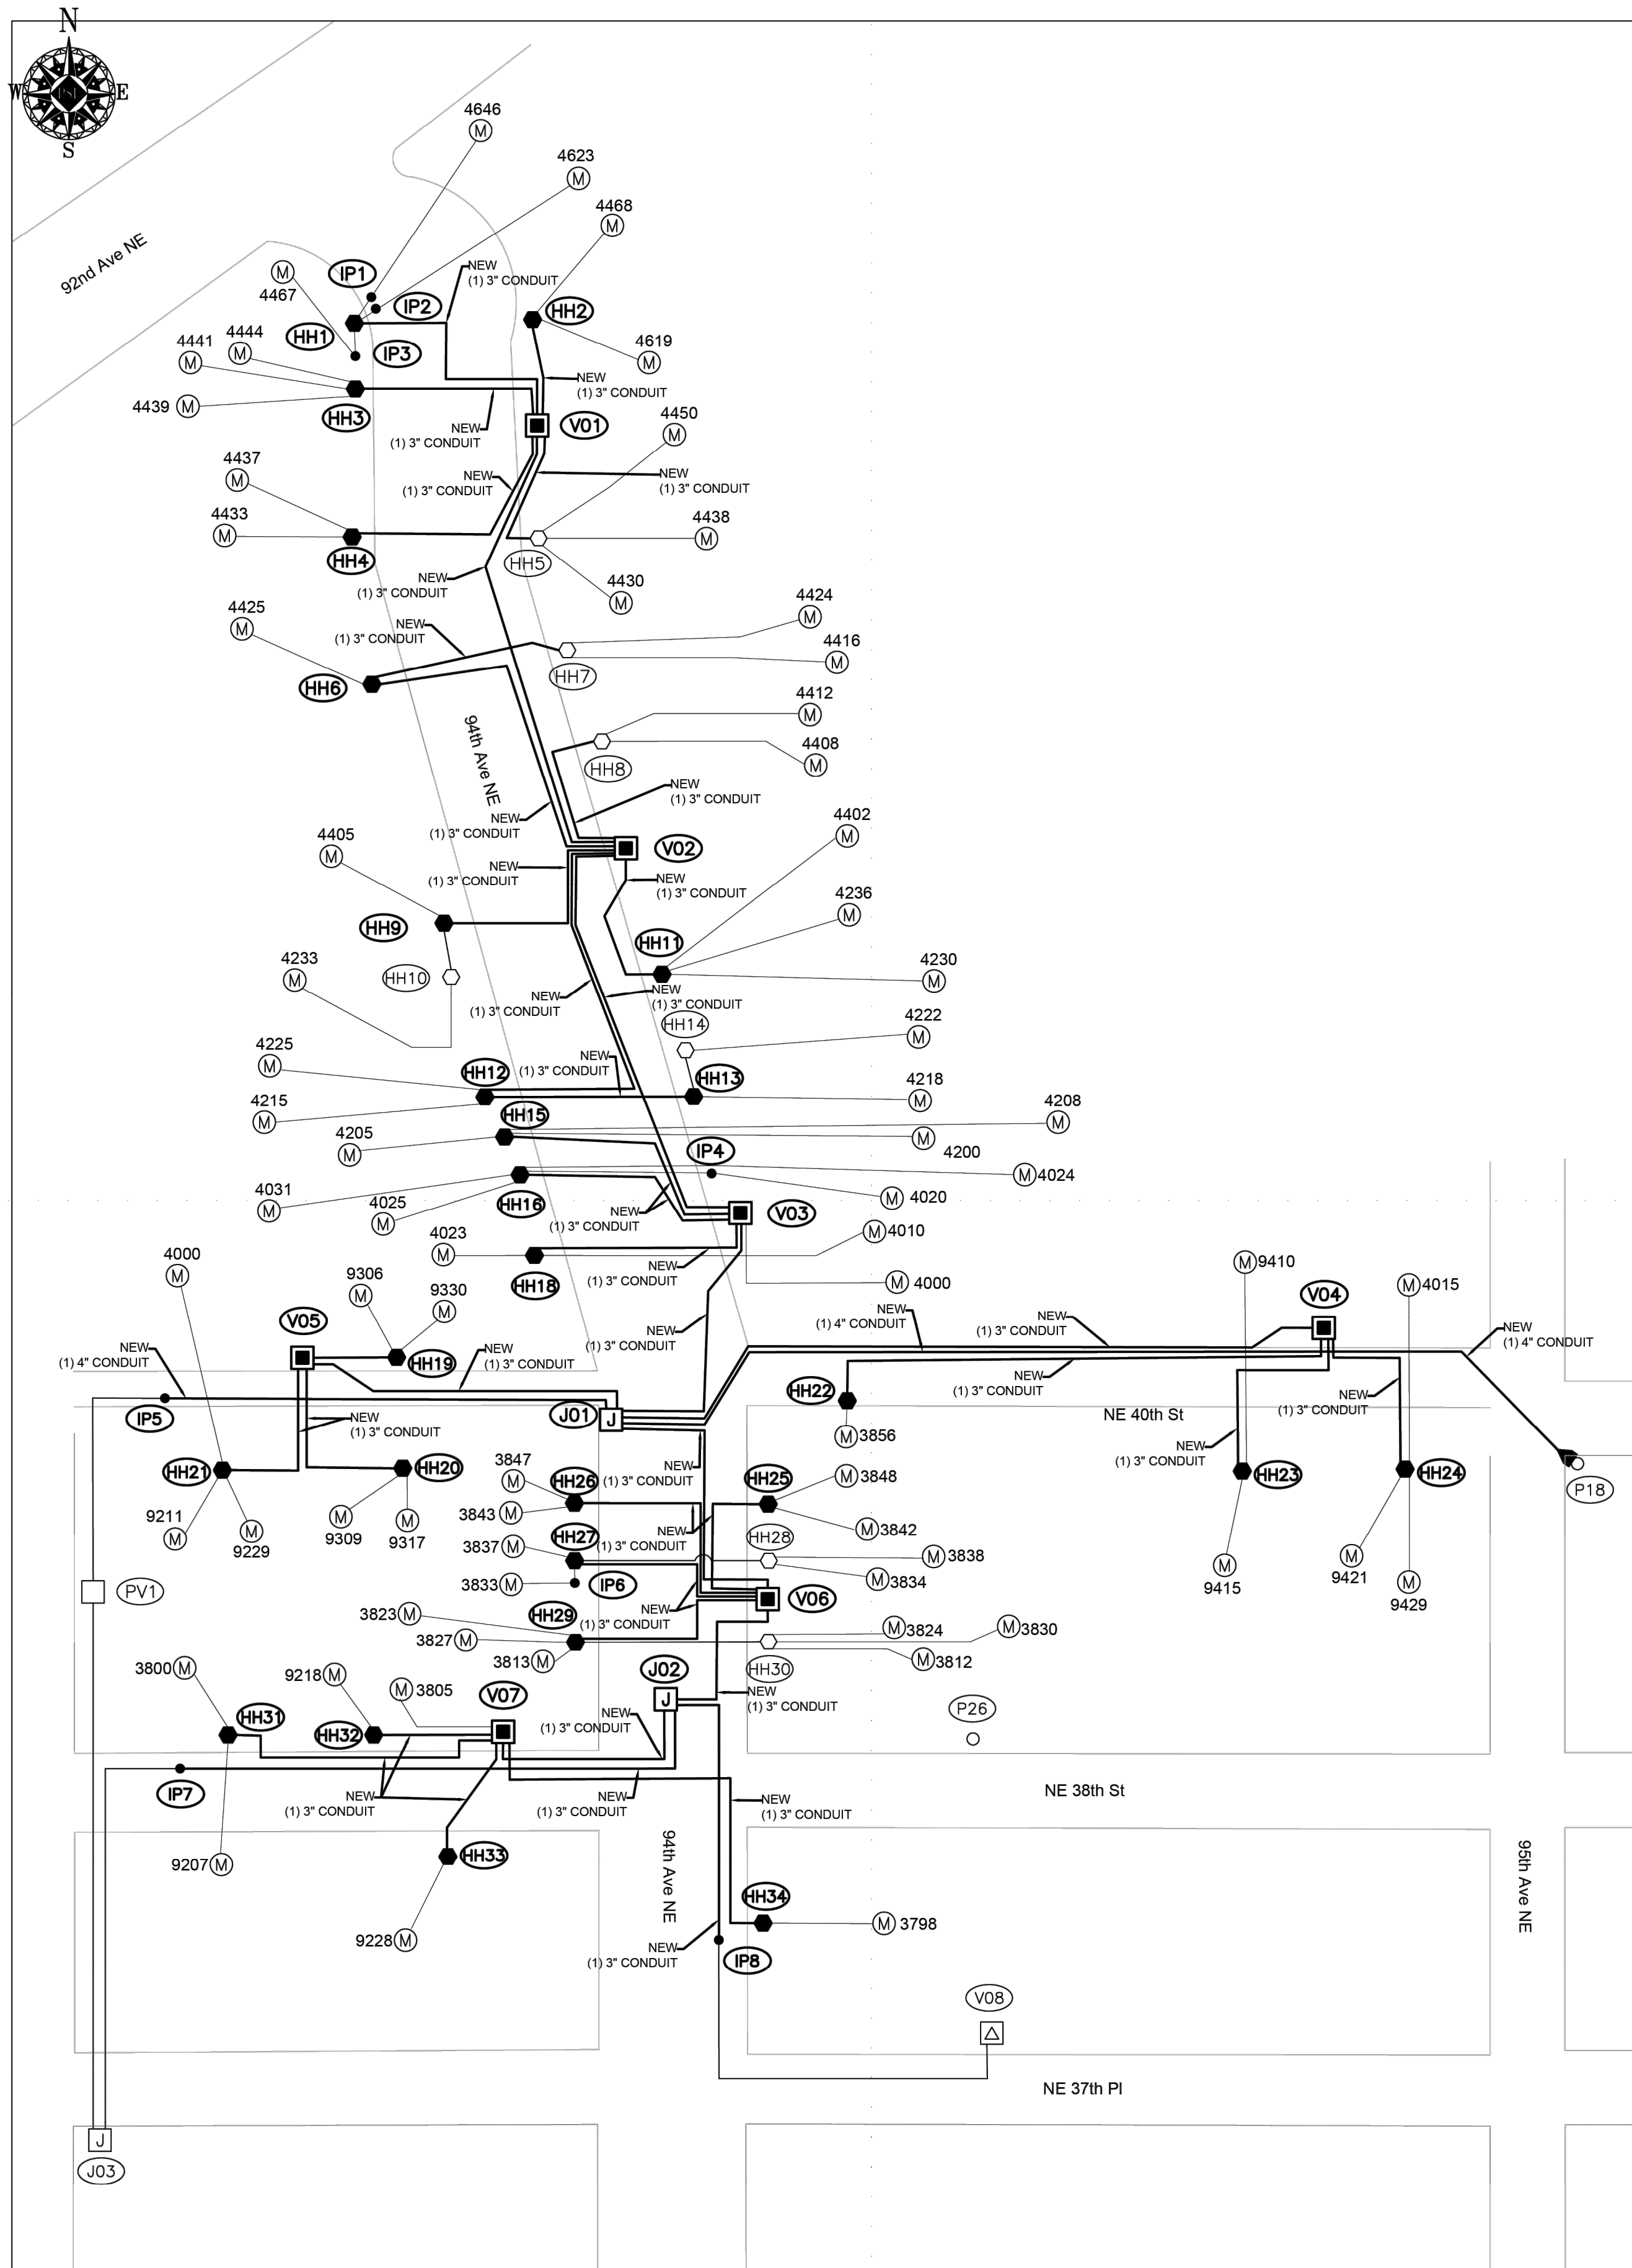 N
W
PSE
E
S
4646
M
4623
M
4468
M
92nd Ave NE
M
4467
IP1
IP2
NEW
(1) 3" CONDUIT
HH2
HH1
IP3
4441
M
4444
M
4619
M
NEW
(1) 3" CONDUIT
4439 M
HH3
NEW
(1) 3" CONDUIT
V01
4450
M
4437
M
NEW
(1) 3" CONDUIT
NEW
(1) 3" CONDUIT
4433
M
4438
M
HH4
HH5
NEW
(1) 3" CONDUIT
4430
M
4425
M
4424
M
NEW
(1) 3" CONDUIT
4416
M
HH6
HH7
4412
M
94th Ave NE
4408
M
HH8
NEW
(1) 3" CONDUIT
NEW
(1) 3" CONDUIT
4405
M
4402
M
V02
NEW
(1) 3" CONDUIT
NEW
(1) 3" CONDUIT
4236
M
HH9
HH11
4233
M
HH10
4230
M
NEW
(1) 3" CONDUIT
NEW
(1) 3" CONDUIT
HH14
4222
M
4225
M
NEW
(1) 3" CONDUIT
HH12
HH13
4218
M
4215
M
HH15
4208
M
4205
M
M
4200
IP4
M 4024
4031
M
4025
M
HH16
M 4020
NEW
(1) 3" CONDUIT
V03
4023
M
M 4010
4000
M
HH18
NEW
(1) 3" CONDUIT
M 4000
M 9410
M 4015
9306
M
9330
M
V05
V04
NEW
(1) 4" CONDUIT
NEW
(1) 3" CONDUIT
NEW
(1) 4" CONDUIT
NEW
(1) 4" CONDUIT
HH19
NEW
(1) 3" CONDUIT
NEW
(1) 3" CONDUIT
NEW
(1) 3" CONDUIT
HH22
NEW
(1) 3" CONDUIT
IP5
NEW
(1) 3" CONDUIT
J01
J
NE 40th St
M 3856
NEW
(1) 3" CONDUIT
HH21
HH20
3847
M
HH26
NEW
(1) 3" CONDUIT
HH25
M 3848
HH23
HH24
P18
9211
M
9229
M
9309
M
9317
M
3843 M
M 3842
3837 M
HH27
NEW
(1) 3" CONDUIT
HH28
M 3838
M
9415
M
9421
M
9429
3833 M
IP6
M 3834
PV1
V06
3823 M
HH29
NEW
(1) 3" CONDUIT
M 3824
M 3830
3827 M
3813 M
M 3812
3800 M
9218 M
M 3805
J02
J
HH30
V07
NEW
(1) 3" CONDUIT
P26
HH31
HH32
NEW
(1) 3" CONDUIT
IP7
NEW
(1) 3" CONDUIT
NEW
(1) 3" CONDUIT
NEW
(1) 3" CONDUIT
NE 38th St
9207 M
HH33
94th Ave NE
95th Ave NE
HH34
M 3798
9228 M
NEW
(1) 3" CONDUIT
IP8
V08
NE 37th Pl
J
J03